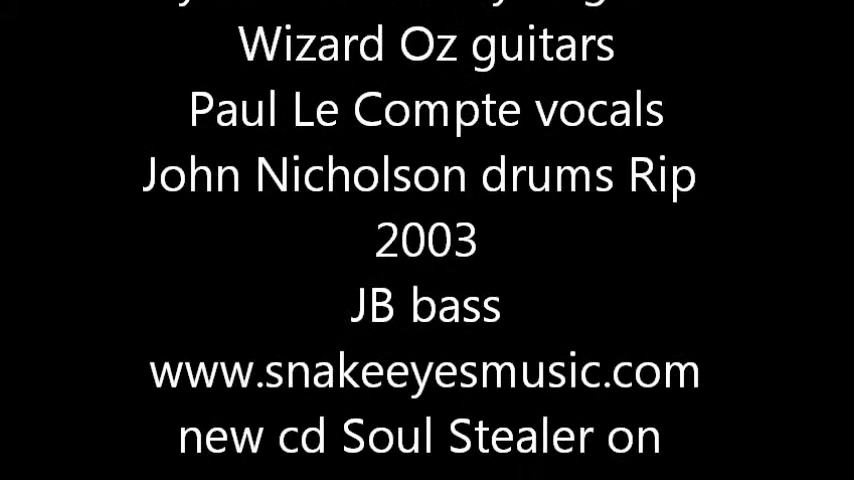 Wizard Oz guitars
Paul Le Compte vocals
John Nicholson drums Rip
2003
JB bass
www.snakeeyesmusic.com
new cd Soul Stealer on